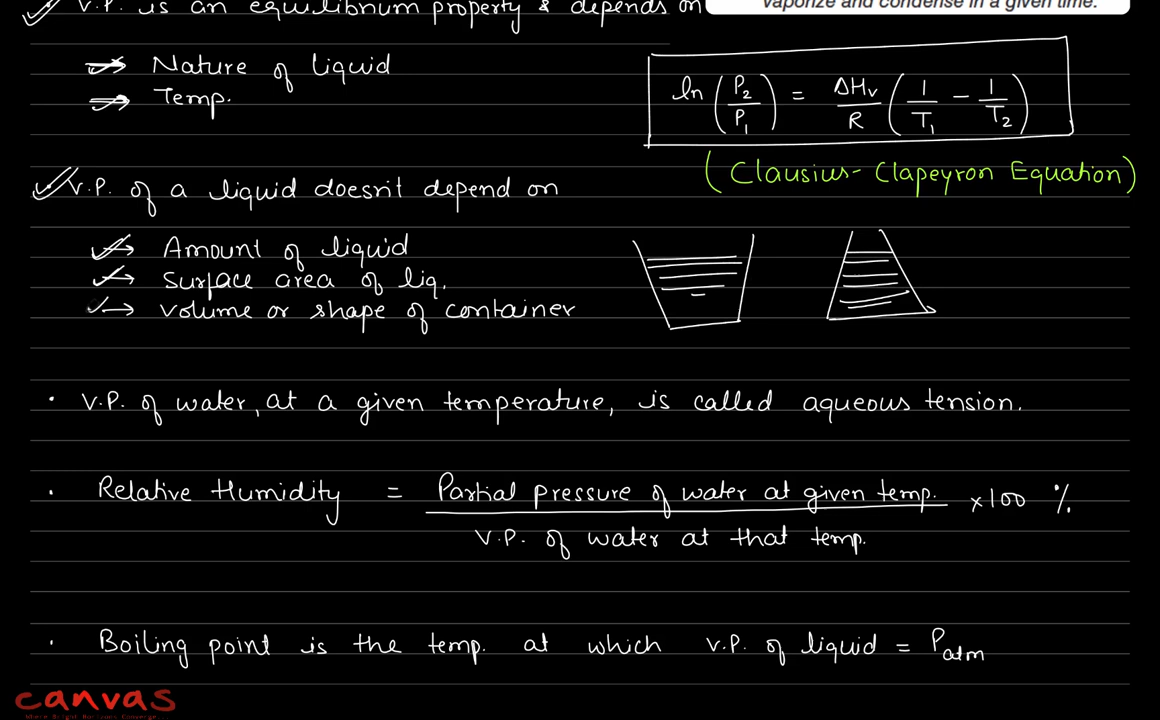 V.P. is an equilibrium property & depends on
vaporize and condense in a given time.
→ Nature of liquid
→ Temp.
ln (P₂/P₁) = ΔHᵥ/R (1/T₁ − 1/T₂)
(Clausius-Clapeyron Equation)
V.P. of a liquid doesn't depend on
→ Amount of liquid
→ Surface area of liq.
→ volume or shape of container
· V.P. of water, at a given temperature, is called aqueous tension.
· Relative Humidity = Partial pressure of water at given temp. × 100 %
V.P. of water at that temp.
· Boiling point is the temp. at which V.P. of liquid = Patm
canvas